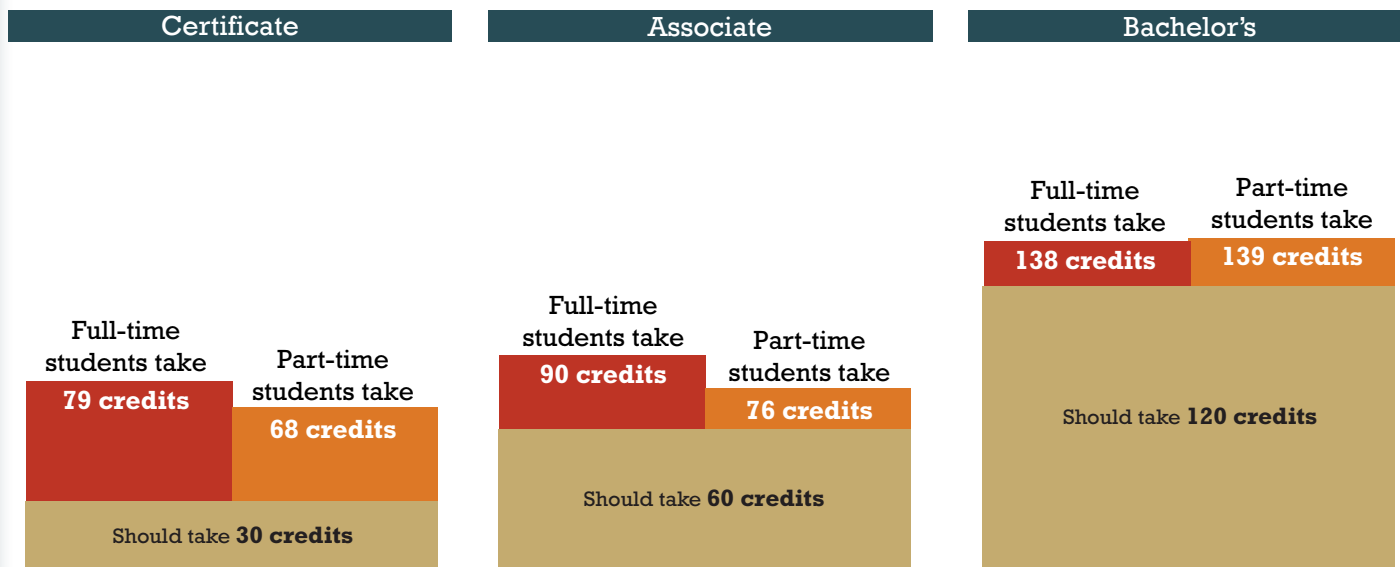 Certificate
Full-time
students take
79 credits
Part-time
students take
68 credits
Should take 30 credits
Associate
Full-time
students take
90 credits
Part-time
students take
76 credits
Should take 60 credits
Bachelor's
Full-time
students take
138 credits
Part-time
students take
139 credits
Should take 120 credits